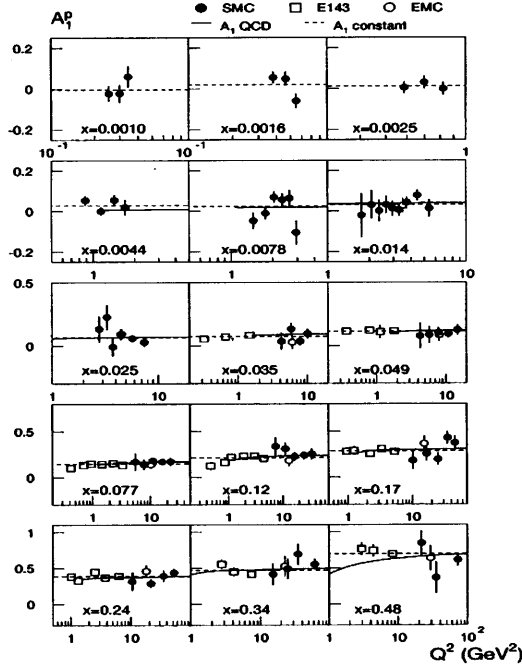 A₁ᵖ
SMC E143 EMC
A₁ QCD A₁ constant
0.2
0
-0.2
x=0.0010 x=0.0016 x=0.0025
10⁻¹ 10⁻¹ 1
0.2
0
-0.2
x=0.0044 x=0.0078 x=0.014
1 1 1 10
0.5
0
x=0.025 x=0.035 x=0.049
1 10 1 10 1 10
0.5
0
x=0.077 x=0.12 x=0.17
1 10 1 10 1 10
1
0.5
0
x=0.24 x=0.34 x=0.48
1 10 1 10 1 10 10²
Q² (GeV²)